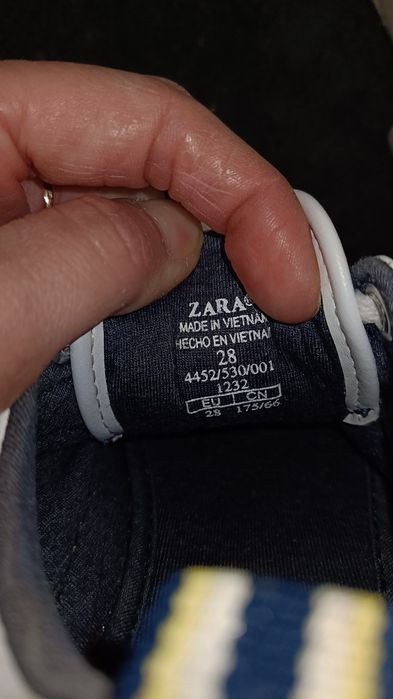 ZARA®
MADE IN VIETNAM
HECHO EN VIETNAM
28
4452/530/001
1232
EU CN
28 175/66